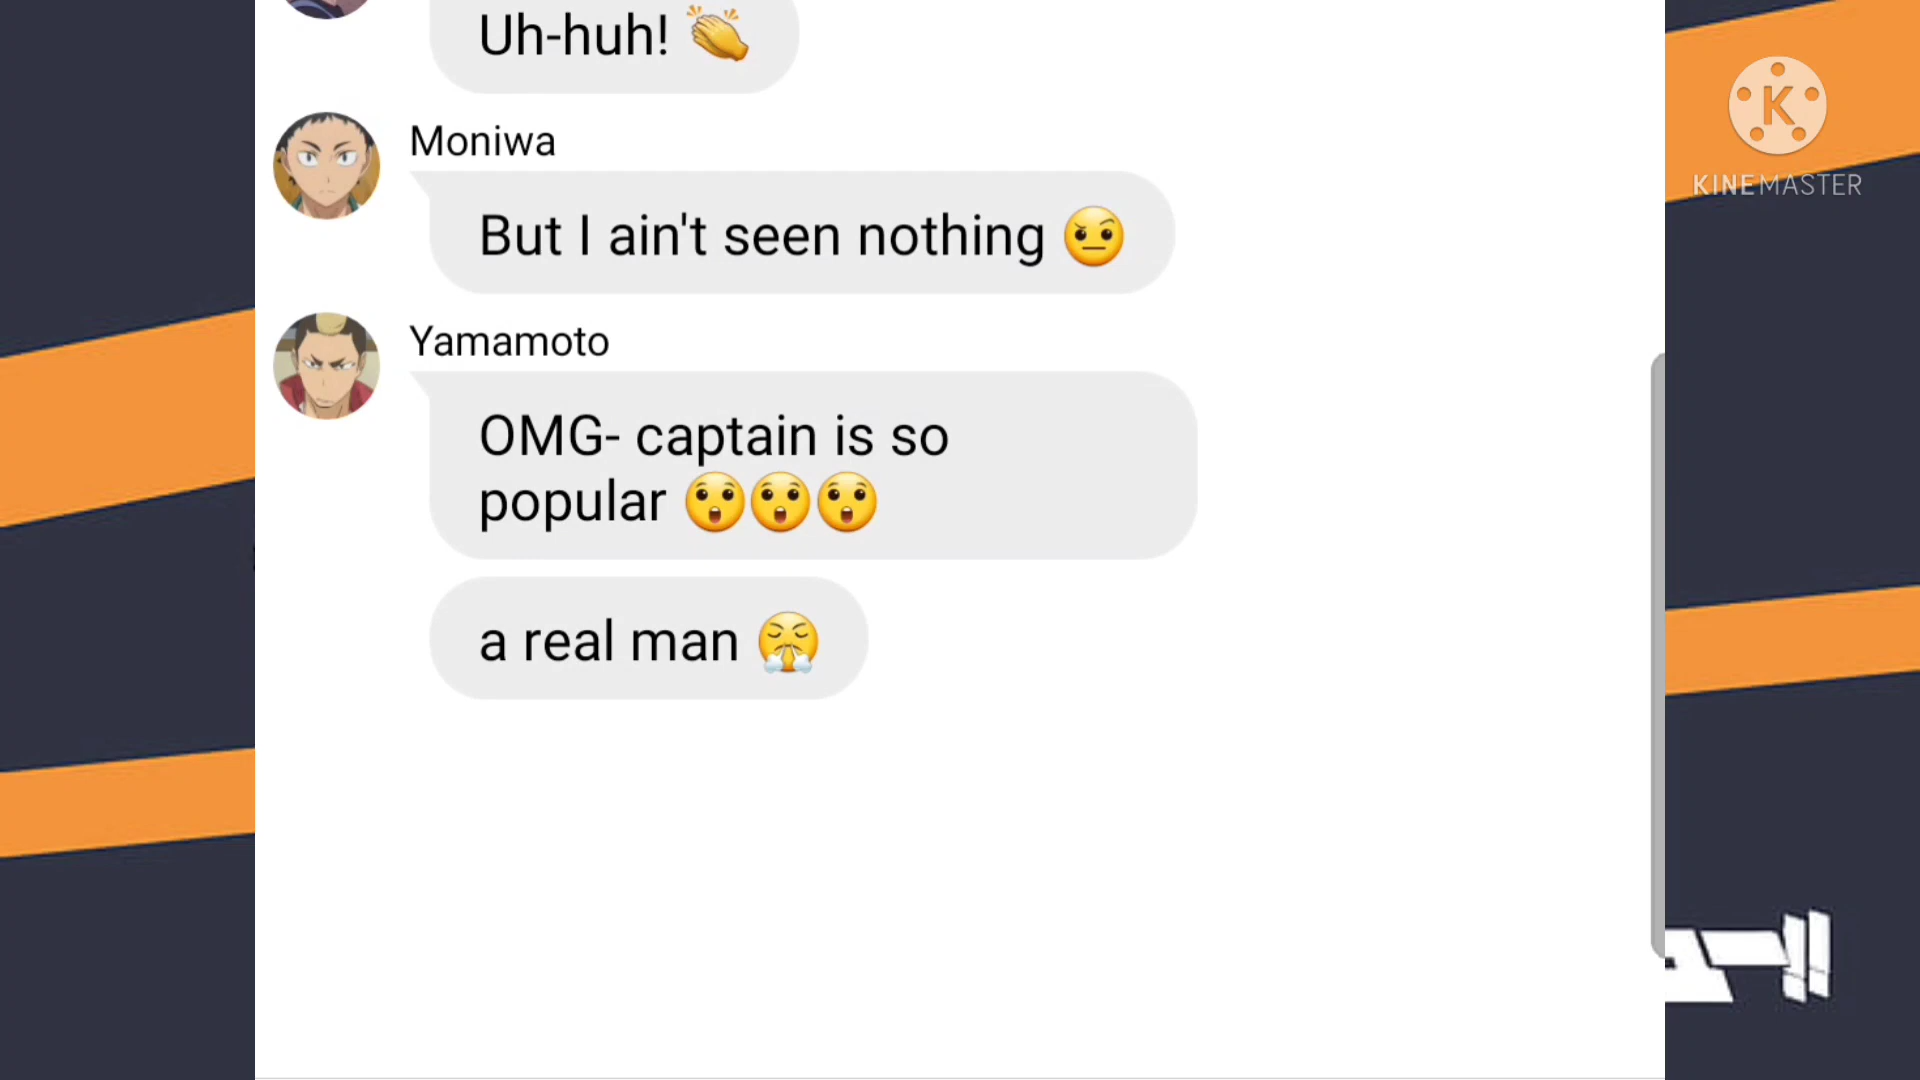 Uh-huh! 👏
Moniwa
But I ain't seen nothing 🤨
Yamamoto
OMG- captain is so
popular 😲😲😲
a real man 😤
K
KINEMASTER